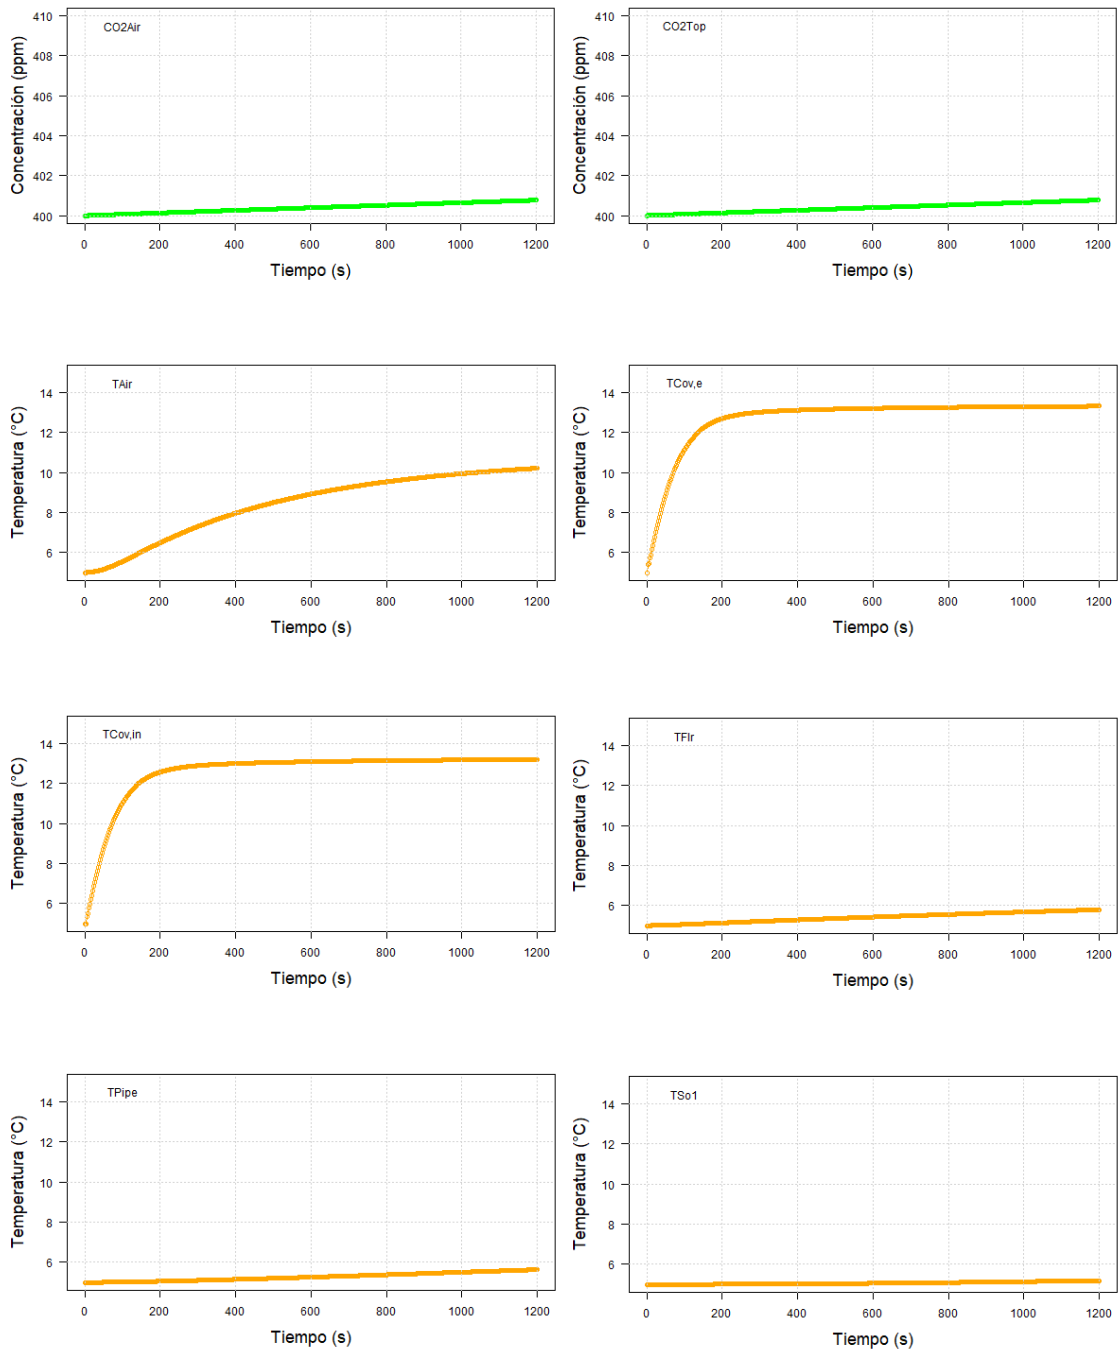 CO2Air
Concentración (ppm)
410
408
406
404
402
400
0 200 400 600 800 1000 1200
Tiempo (s)
CO2Top
Concentración (ppm)
410
408
406
404
402
400
0 200 400 600 800 1000 1200
Tiempo (s)
TAir
Temperatura (°C)
14
12
10
8
6
0 200 400 600 800 1000 1200
Tiempo (s)
TCov,e
Temperatura (°C)
14
12
10
8
6
0 200 400 600 800 1000 1200
Tiempo (s)
TCov,in
Temperatura (°C)
14
12
10
8
6
0 200 400 600 800 1000 1200
Tiempo (s)
TFlr
Temperatura (°C)
14
12
10
8
6
0 200 400 600 800 1000 1200
Tiempo (s)
TPipe
Temperatura (°C)
14
12
10
8
6
0 200 400 600 800 1000 1200
Tiempo (s)
TSo1
Temperatura (°C)
14
12
10
8
6
0 200 400 600 800 1000 1200
Tiempo (s)